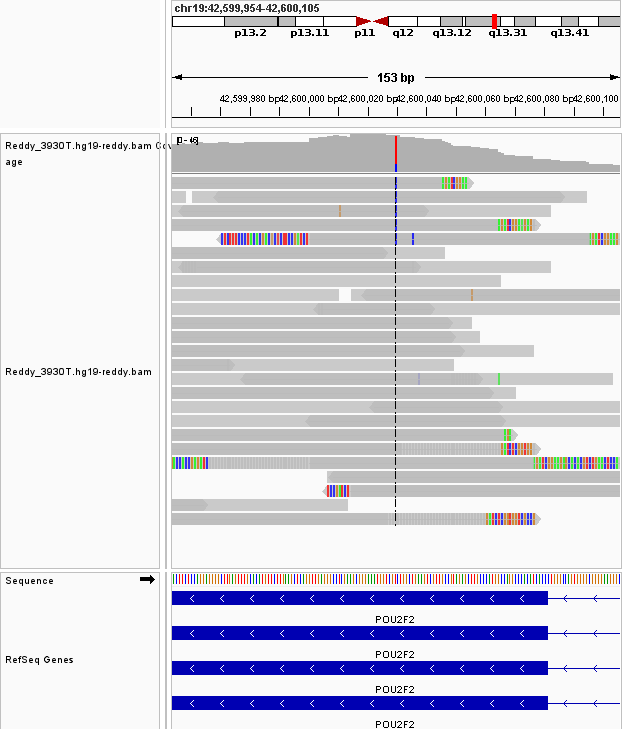 chr19:42,599,954-42,600,105
p13.2 p13.11 p11 q12 q13.12 q13.31 q13.41
153 bp
42,599,980 bp 42,600,000 bp 42,600,020 bp 42,600,040 bp 42,600,060 bp 42,600,080 bp 42,600,100
Reddy_3930T.hg19-reddy.bam Cov
age
Reddy_3930T.hg19-reddy.bam
Sequence
POU2F2
POU2F2
RefSeq Genes
POU2F2
POU2F2